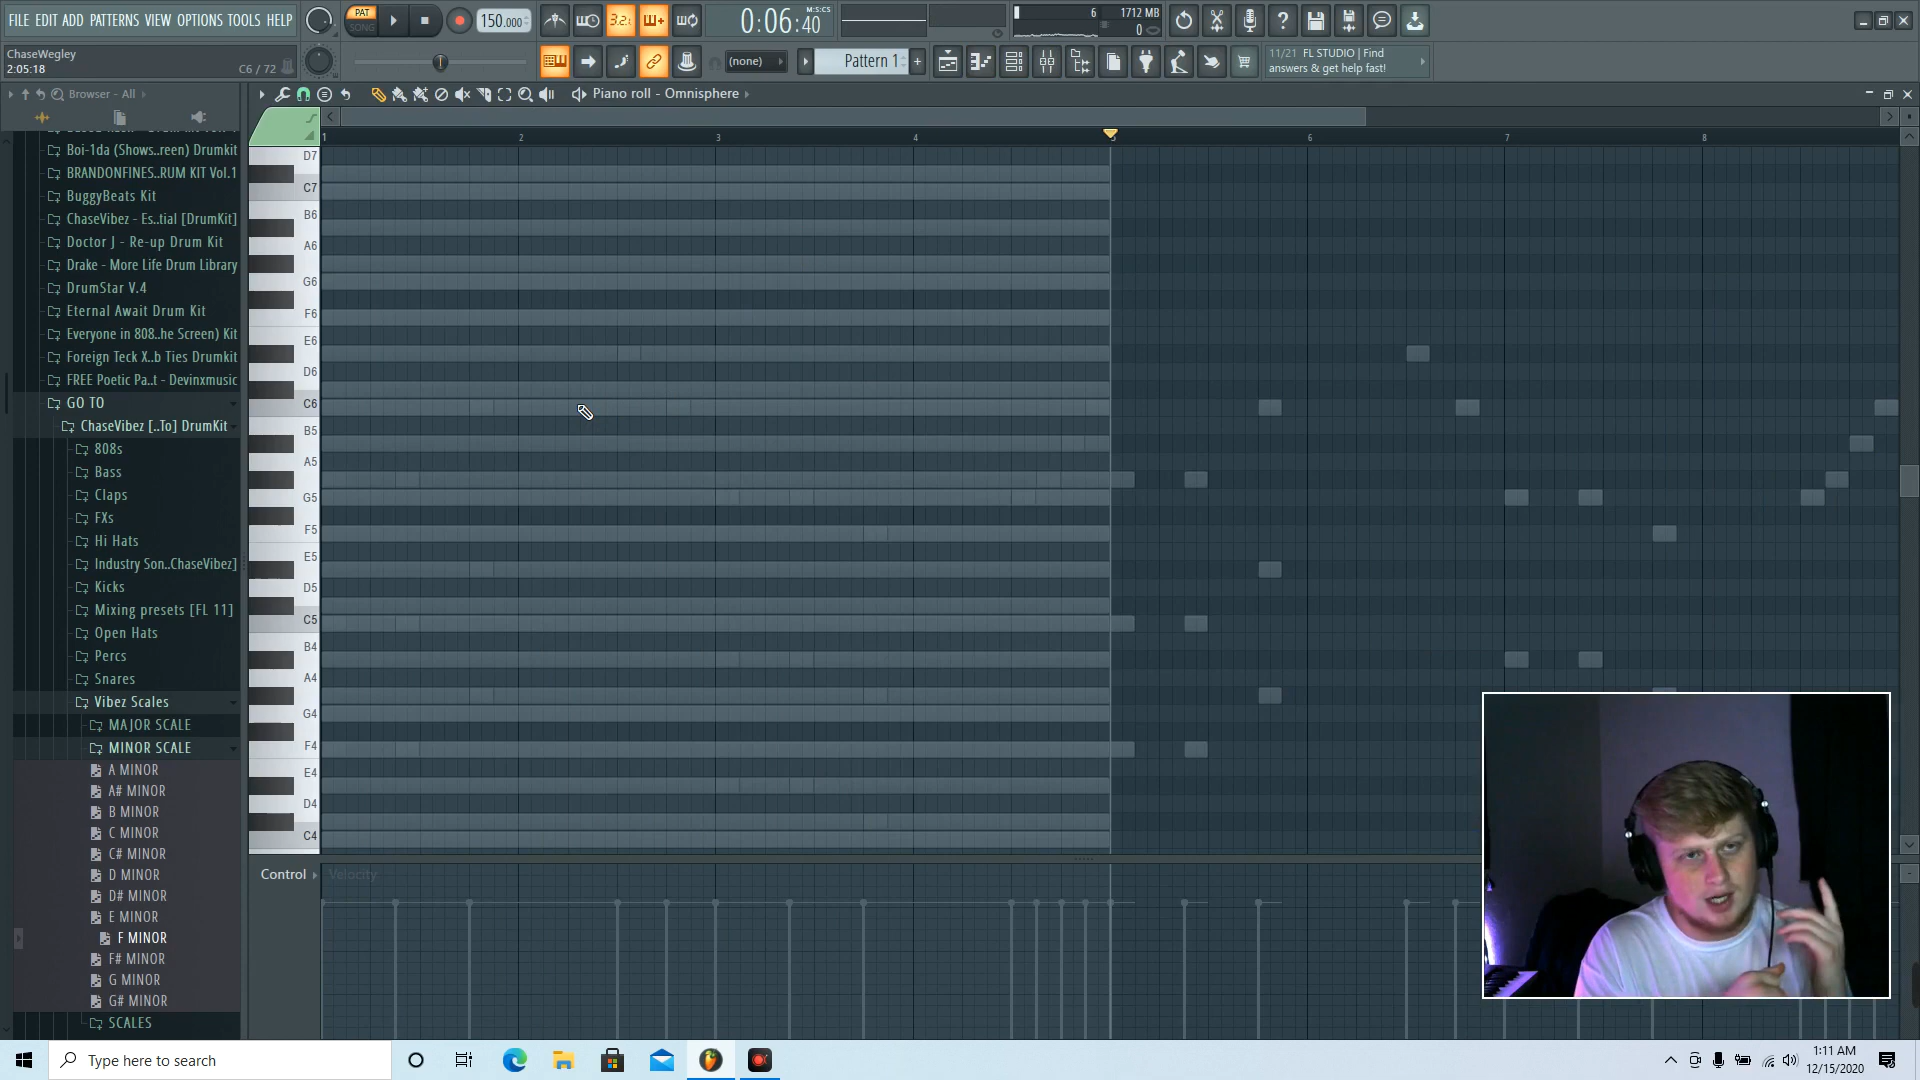 FILE EDIT ADD PATTERNS VIEW OPTIONS TOOLS HELP
PAT
SONG
150.000
3.2.
0:06:40
M:S:CS
6
1712 MB
0
ChaseWegley
2:05:18
C6 / 72
(none)
Pattern 1
11/21 FL STUDIO | Find
answers & get help fast!
Browser - All
Piano roll - Omnisphere
1 2 3 4 5 6 7 8
Boi-1da (Shows..reen) Drumkit
BRANDONFINES..RUM KIT Vol.1
BuggyBeats Kit
ChaseVibez - Es..tial [DrumKit]
Doctor J - Re-up Drum Kit
Drake - More Life Drum Library
DrumStar V.4
Eternal Await Drum Kit
Everyone in 808..he Screen) Kit
Foreign Teck X..b Ties Drumkit
FREE Poetic Pa..t - Devinxmusic
GO TO
ChaseVibez [..To] DrumKit
808s
Bass
Claps
FXs
Hi Hats
Industry Son..ChaseVibez]
Kicks
Mixing presets [FL 11]
Open Hats
Percs
Snares
Vibez Scales
MAJOR SCALE
MINOR SCALE
A MINOR
A# MINOR
B MINOR
C MINOR
C# MINOR
D MINOR
D# MINOR
E MINOR
F MINOR
F# MINOR
G MINOR
G# MINOR
SCALES
D7
C7
B6
A6
G6
F6
E6
D6
C6
B5
A5
G5
F5
E5
D5
C5
B4
A4
G4
F4
E4
D4
C4
Control
Velocity
Type here to search
1:11 AM
12/15/2020